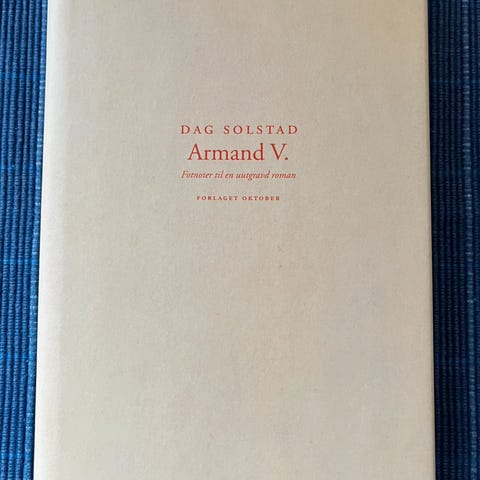 DAG SOLSTAD
Armand V.
Fotnoter til en uutgravd roman
FORLAGET OKTOBER